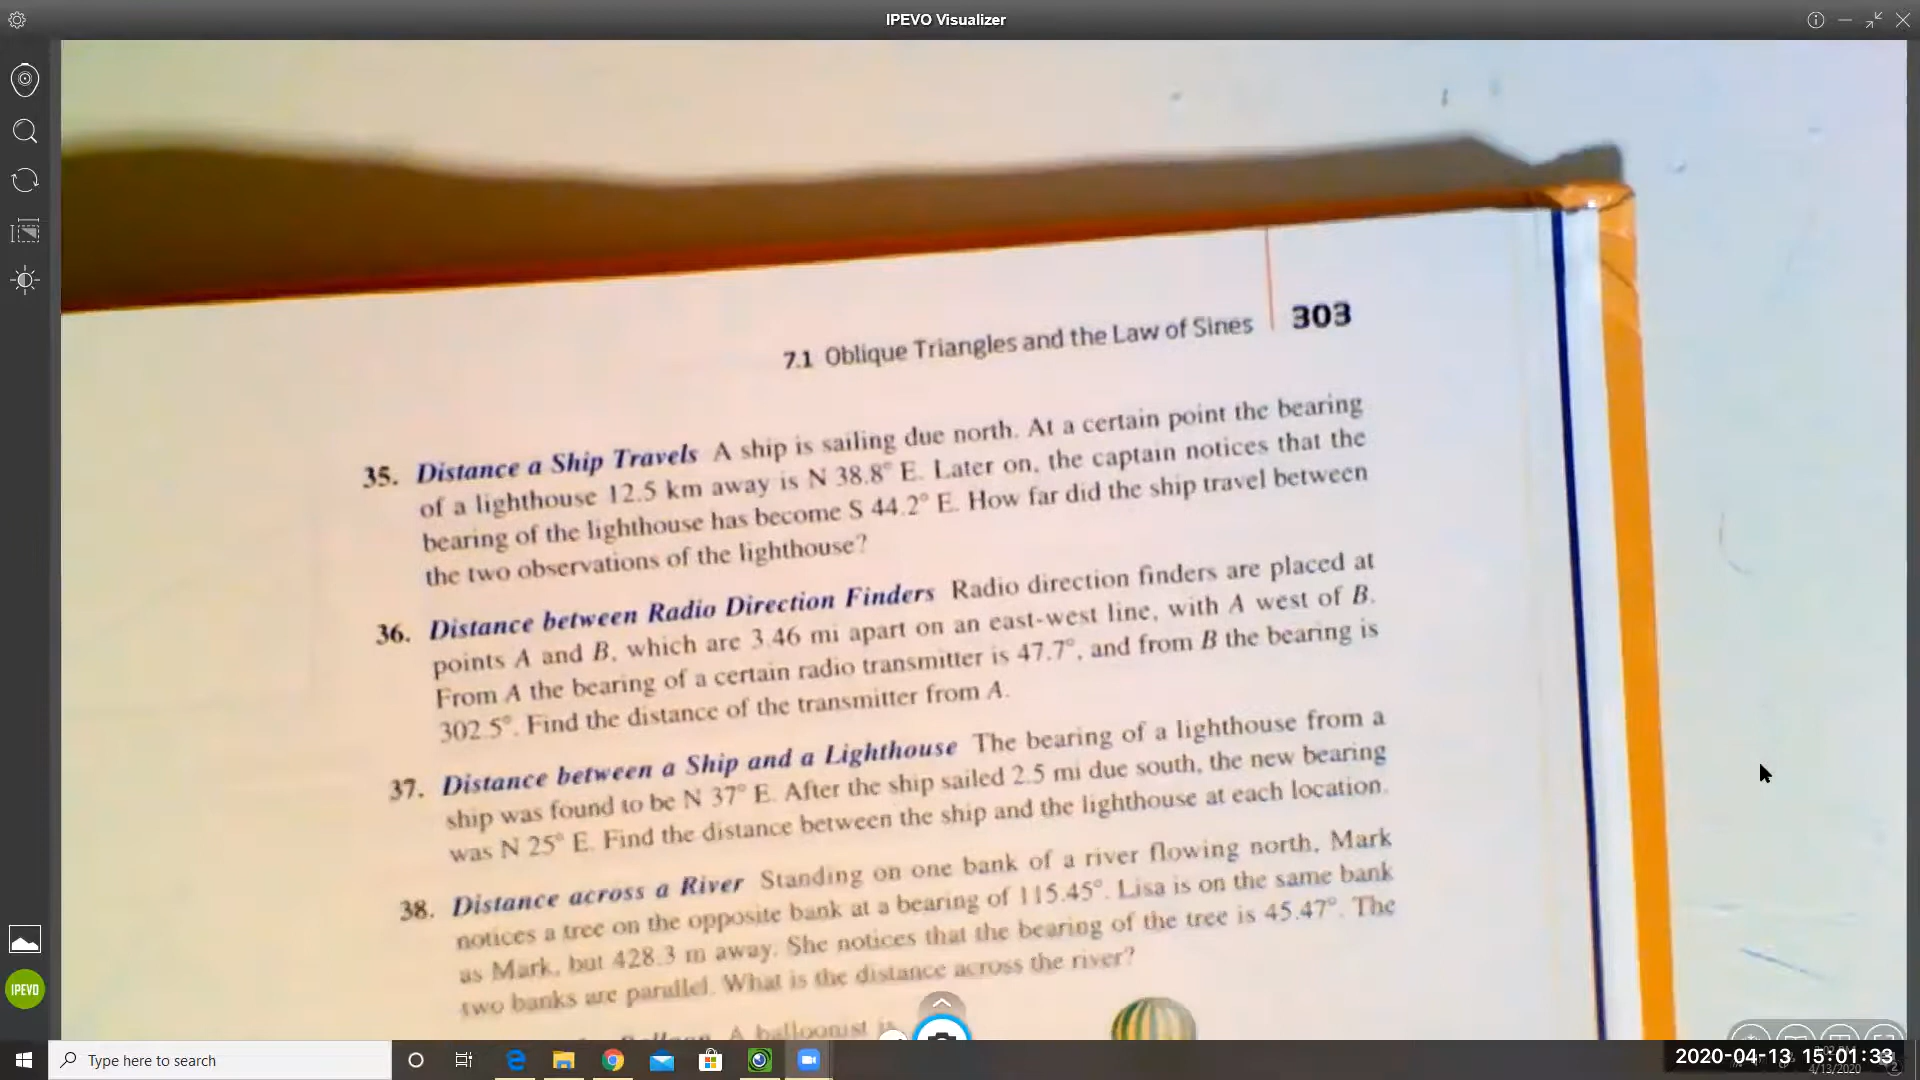 IPEVO Visualizer
7.1 Oblique Triangles and the Law of Sines 303
35. Distance a Ship Travels A ship is sailing due north. At a certain point the bearing
of a lighthouse 12.5 km away is N 38.8° E. Later on, the captain notices that the
bearing of the lighthouse has become S 44.2° E. How far did the ship travel between
the two observations of the lighthouse?
36. Distance between Radio Direction Finders Radio direction finders are placed at
points A and B, which are 3.46 mi apart on an east-west line, with A west of B.
From A the bearing of a certain radio transmitter is 47.7°, and from B the bearing is
302.5°. Find the distance of the transmitter from A.
37. Distance between a Ship and a Lighthouse The bearing of a lighthouse from a
ship was found to be N 37° E. After the ship sailed 2.5 mi due south, the new bearing
was N 25° E. Find the distance between the ship and the lighthouse at each location.
38. Distance across a River Standing on one bank of a river flowing north, Mark
notices a tree on the opposite bank at a bearing of 115.45°. Lisa is on the same bank
as Mark, but 428.3 m away. She notices that the bearing of the tree is 45.47°. The
two banks are parallel. What is the distance across the river?
A balloonist is
IPEVO
Type here to search
2020-04-13 15:01:33
4/13/2020